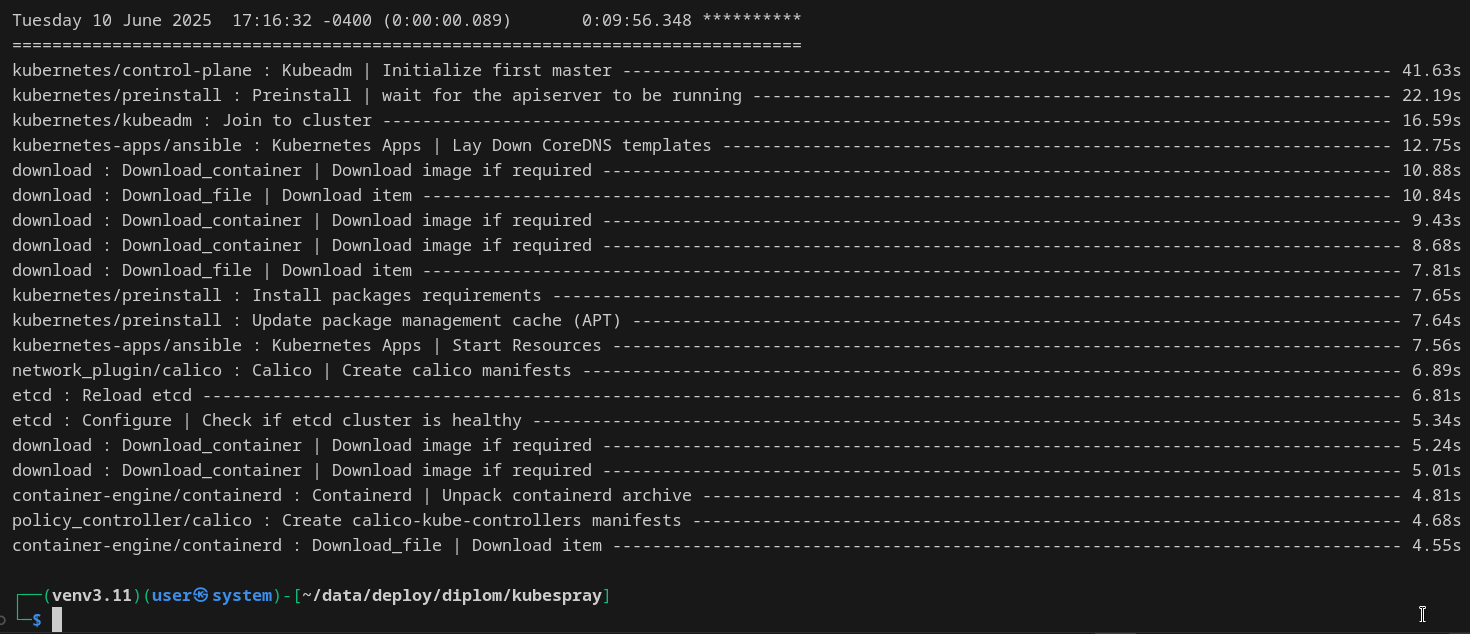 Tuesday 10 June 2025  17:16:32 -0400 (0:00:00.089)       0:09:56.348 **********
===============================================================================
kubernetes/control-plane : Kubeadm | Initialize first master ----------------------------------------------------------------------------- 41.63s
kubernetes/preinstall : Preinstall | wait for the apiserver to be running ---------------------------------------------------------------- 22.19s
kubernetes/kubeadm : Join to cluster ----------------------------------------------------------------------------------------------------- 16.59s
kubernetes-apps/ansible : Kubernetes Apps | Lay Down CoreDNS templates ------------------------------------------------------------------- 12.75s
download : Download_container | Download image if required ------------------------------------------------------------------------------- 10.88s
download : Download_file | Download item ------------------------------------------------------------------------------------------------- 10.84s
download : Download_container | Download image if required -------------------------------------------------------------------------------- 9.43s
download : Download_container | Download image if required -------------------------------------------------------------------------------- 8.68s
download : Download_file | Download item -------------------------------------------------------------------------------------------------- 7.81s
kubernetes/preinstall : Install packages requirements ------------------------------------------------------------------------------------- 7.65s
kubernetes/preinstall : Update package management cache (APT) ----------------------------------------------------------------------------- 7.64s
kubernetes-apps/ansible : Kubernetes Apps | Start Resources ------------------------------------------------------------------------------- 7.56s
network_plugin/calico : Calico | Create calico manifests ---------------------------------------------------------------------------------- 6.89s
etcd : Reload etcd ------------------------------------------------------------------------------------------------------------------------ 6.81s
etcd : Configure | Check if etcd cluster is healthy --------------------------------------------------------------------------------------- 5.34s
download : Download_container | Download image if required -------------------------------------------------------------------------------- 5.24s
download : Download_container | Download image if required -------------------------------------------------------------------------------- 5.01s
container-engine/containerd : Containerd | Unpack containerd archive ---------------------------------------------------------------------- 4.81s
policy_controller/calico : Create calico-kube-controllers manifests ----------------------------------------------------------------------- 4.68s
container-engine/containerd : Download_file | Download item ------------------------------------------------------------------------------- 4.55s
┌──(venv3.11)(user㉿system)-[~/data/deploy/diplom/kubespray]
└─$